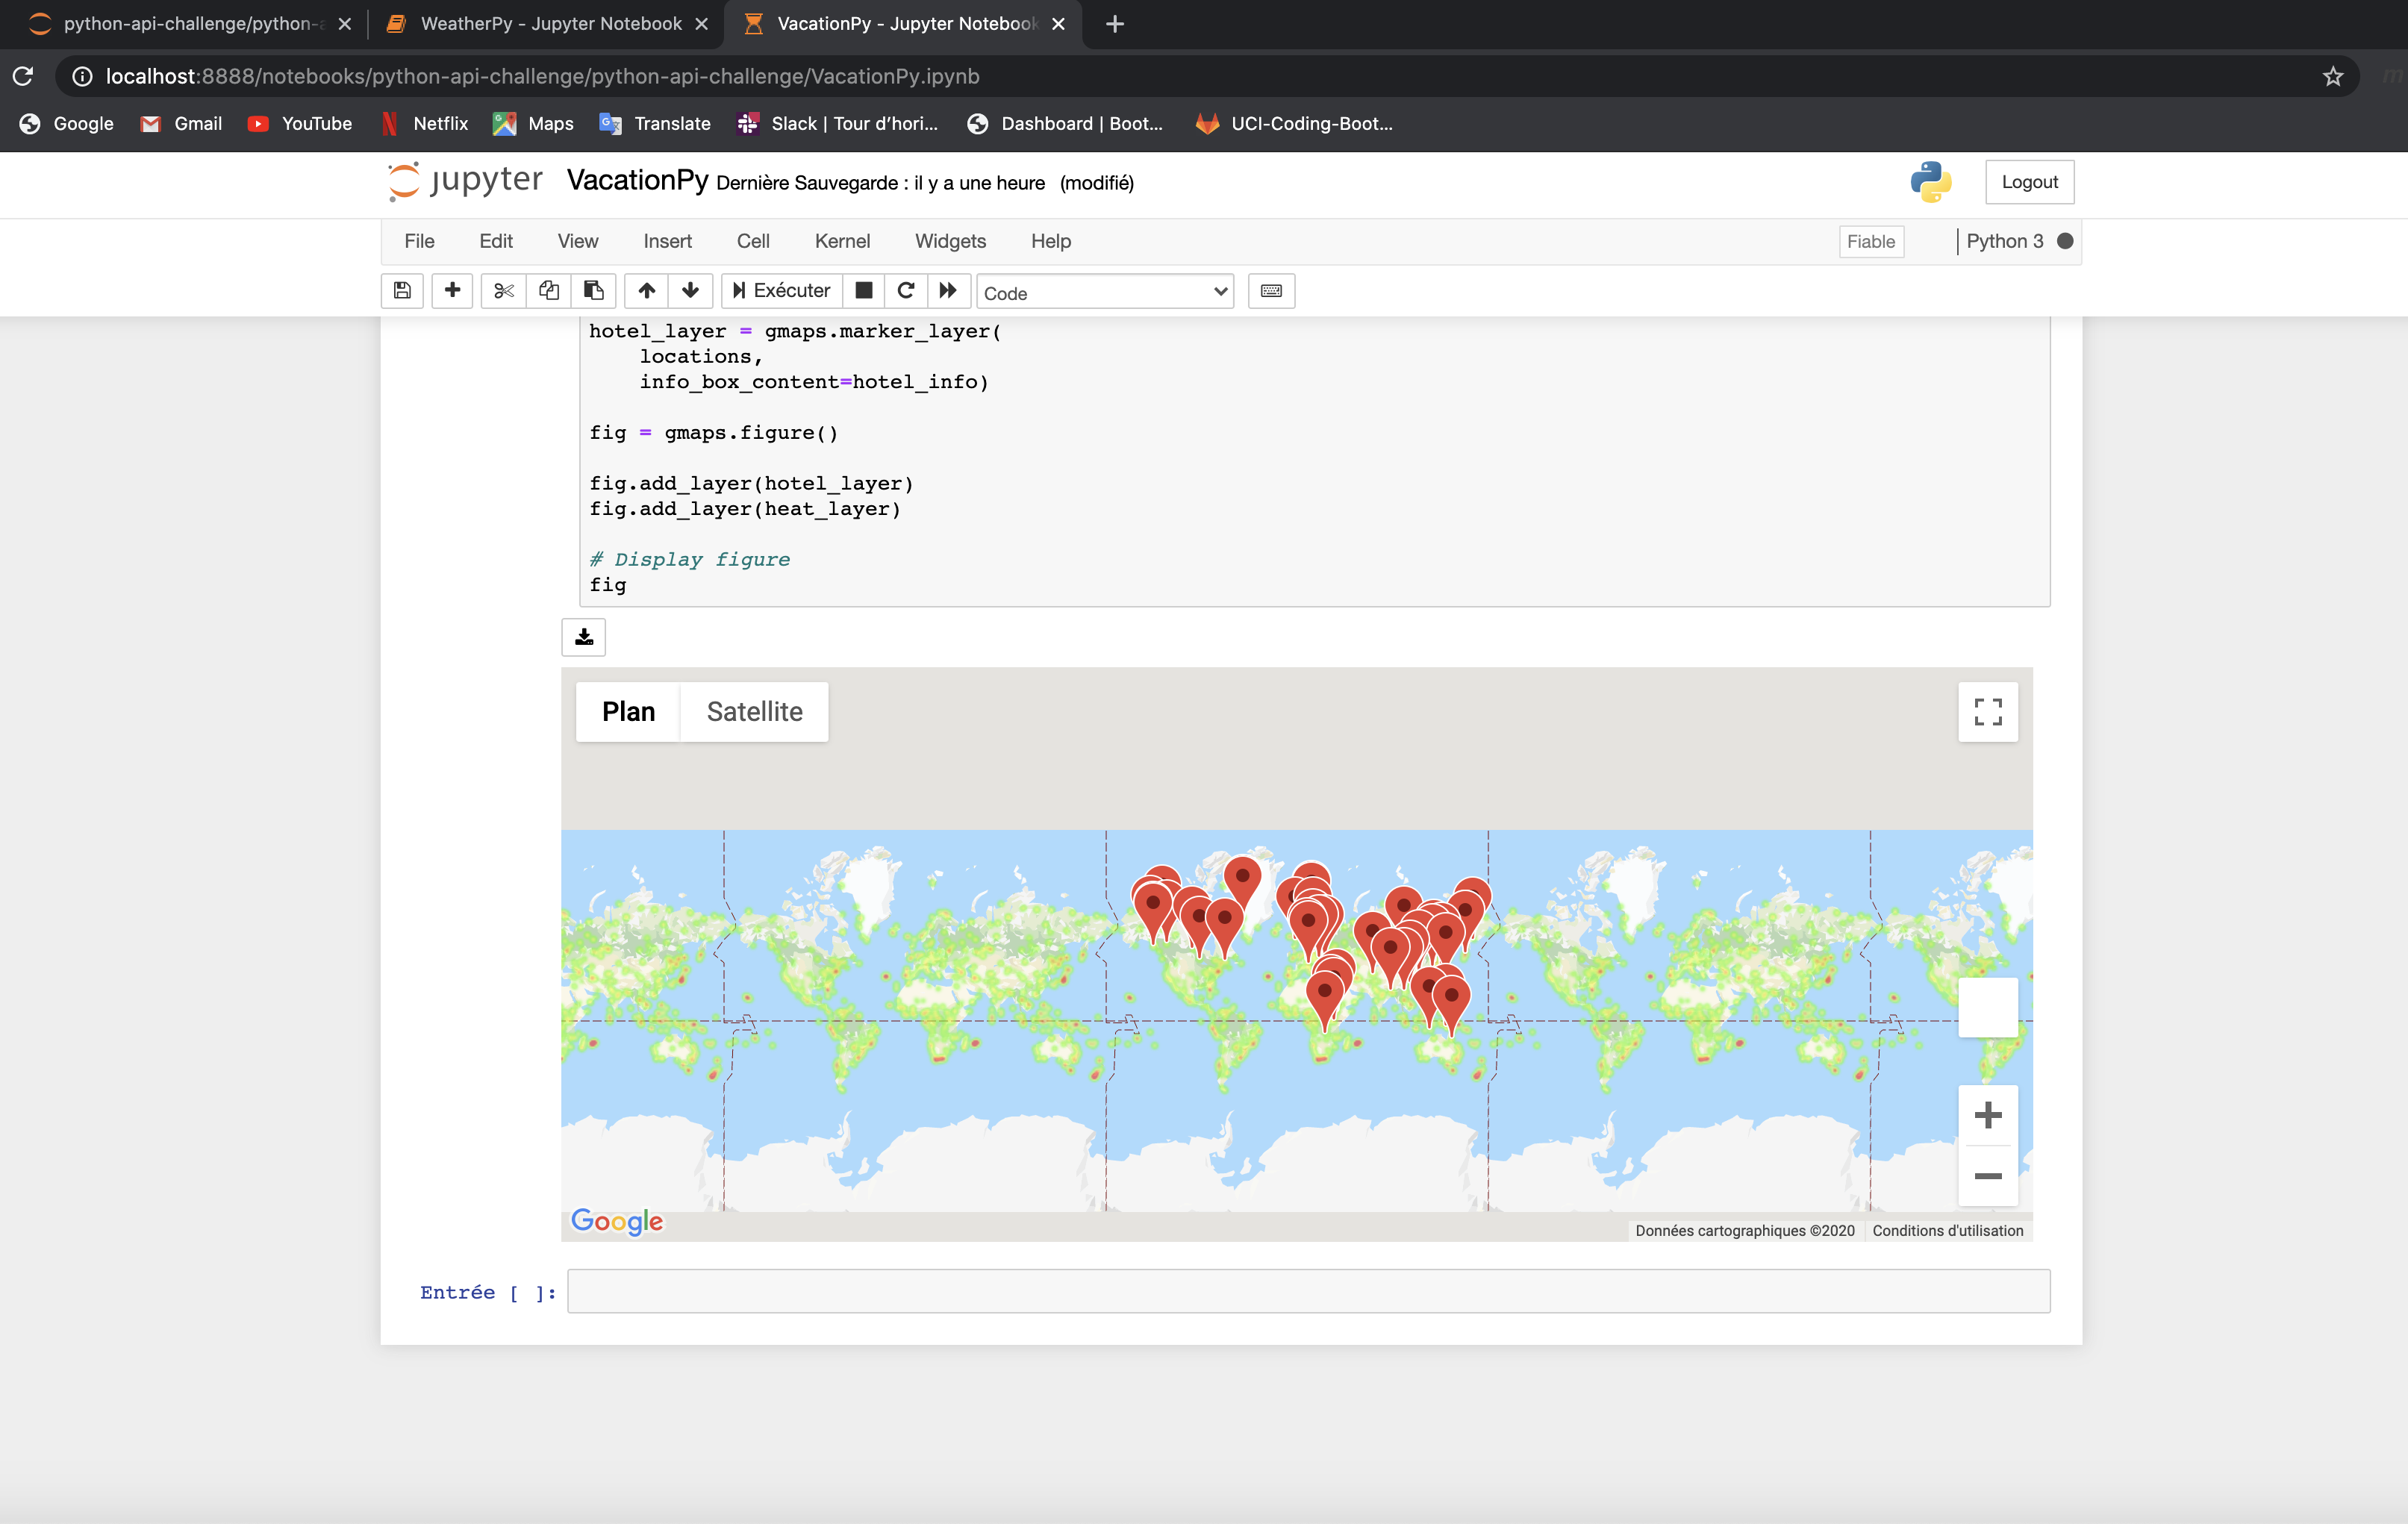 python-api-challenge/python-a
WeatherPy - Jupyter Notebook
VacationPy - Jupyter Notebook
localhost:8888/notebooks/python-api-challenge/python-api-challenge/VacationPy.ipynb
Google Gmail YouTube Netflix Maps Translate Slack | Tour d’hori... Dashboard | Boot... UCI-Coding-Boot...
jupyter VacationPy Dernière Sauvegarde : il y a une heure (modifié) Logout
File Edit View Insert Cell Kernel Widgets Help Fiable Python 3
Exécuter Code
hotel_layer = gmaps.marker_layer(
    locations,
    info_box_content=hotel_info)
fig = gmaps.figure()
fig.add_layer(hotel_layer)
fig.add_layer(heat_layer)
# Display figure
fig
Plan Satellite
Google
Données cartographiques ©2020 Conditions d'utilisation
Entrée [ ]: